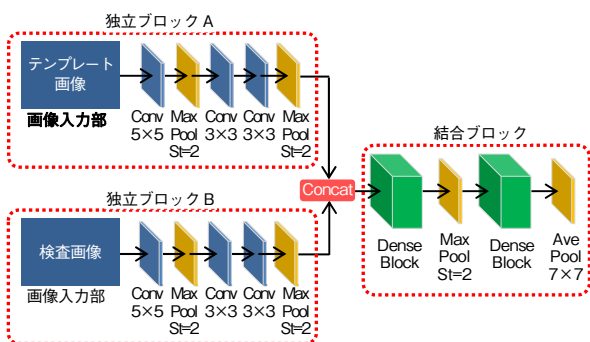 独立ブロックA
テンプレート
画像
画像入力部
Conv
5×5
Max
Pool
St=2
Conv
3×3
Conv
3×3
Max
Pool
St=2
独立ブロックB
検査画像
画像入力部
Conv
5×5
Max
Pool
St=2
Conv
3×3
Conv
3×3
Max
Pool
St=2
Concat
結合ブロック
Dense
Block
Max
Pool
St=2
Dense
Block
Ave
Pool
7×7